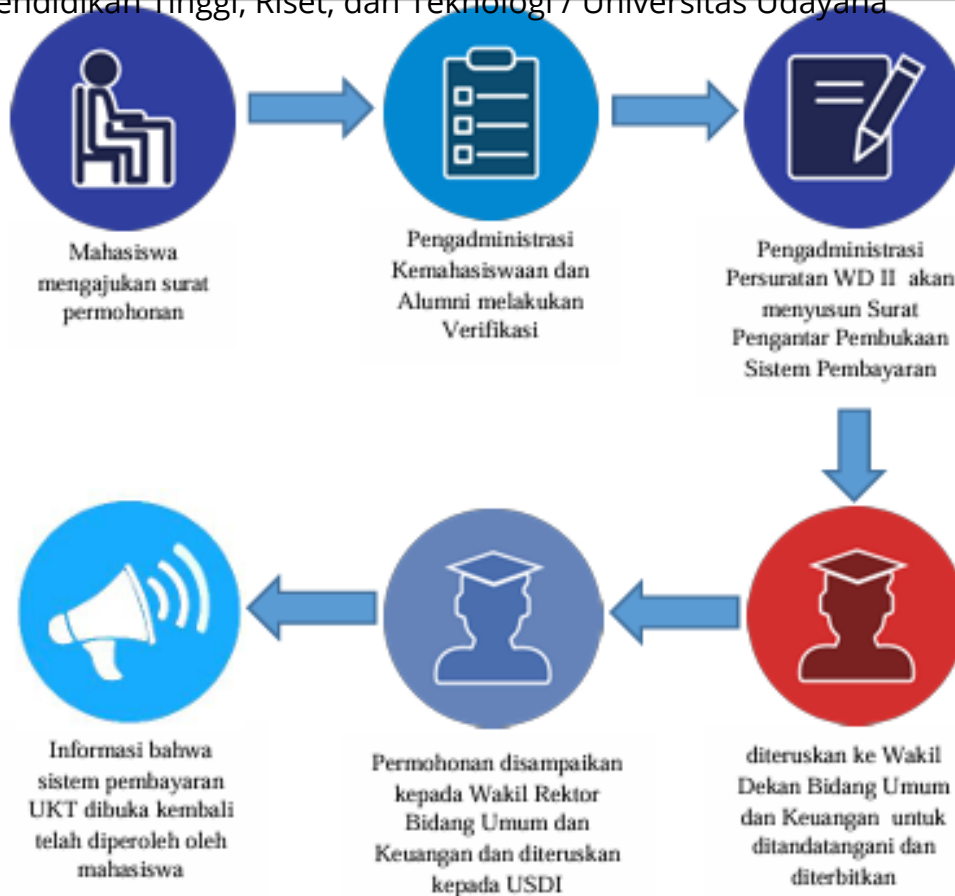 endidikan Tinggi, Riset, dan Teknologi / Universitas Udayana
Mahasiswa
mengajukan surat
permohonan
Pengadministrasi
Kemahasiswaan dan
Alumni melakukan
Verifikasi
Pengadministrasi
Persuratan WD II akan
menyusun Surat
Pengantar Pembukaan
Sistem Pembayaran
Informasi bahwa
sistem pembayaran
UKT dibuka kembali
telah diperoleh oleh
mahasiswa
Permohonan disampaikan
kepada Wakil Rektor
Bidang Umum dan
Keuangan dan diteruskan
kepada USDI
diteruskan ke Wakil
Dekan Bidang Umum
dan Keuangan untuk
ditandatangani dan
diterbitkan